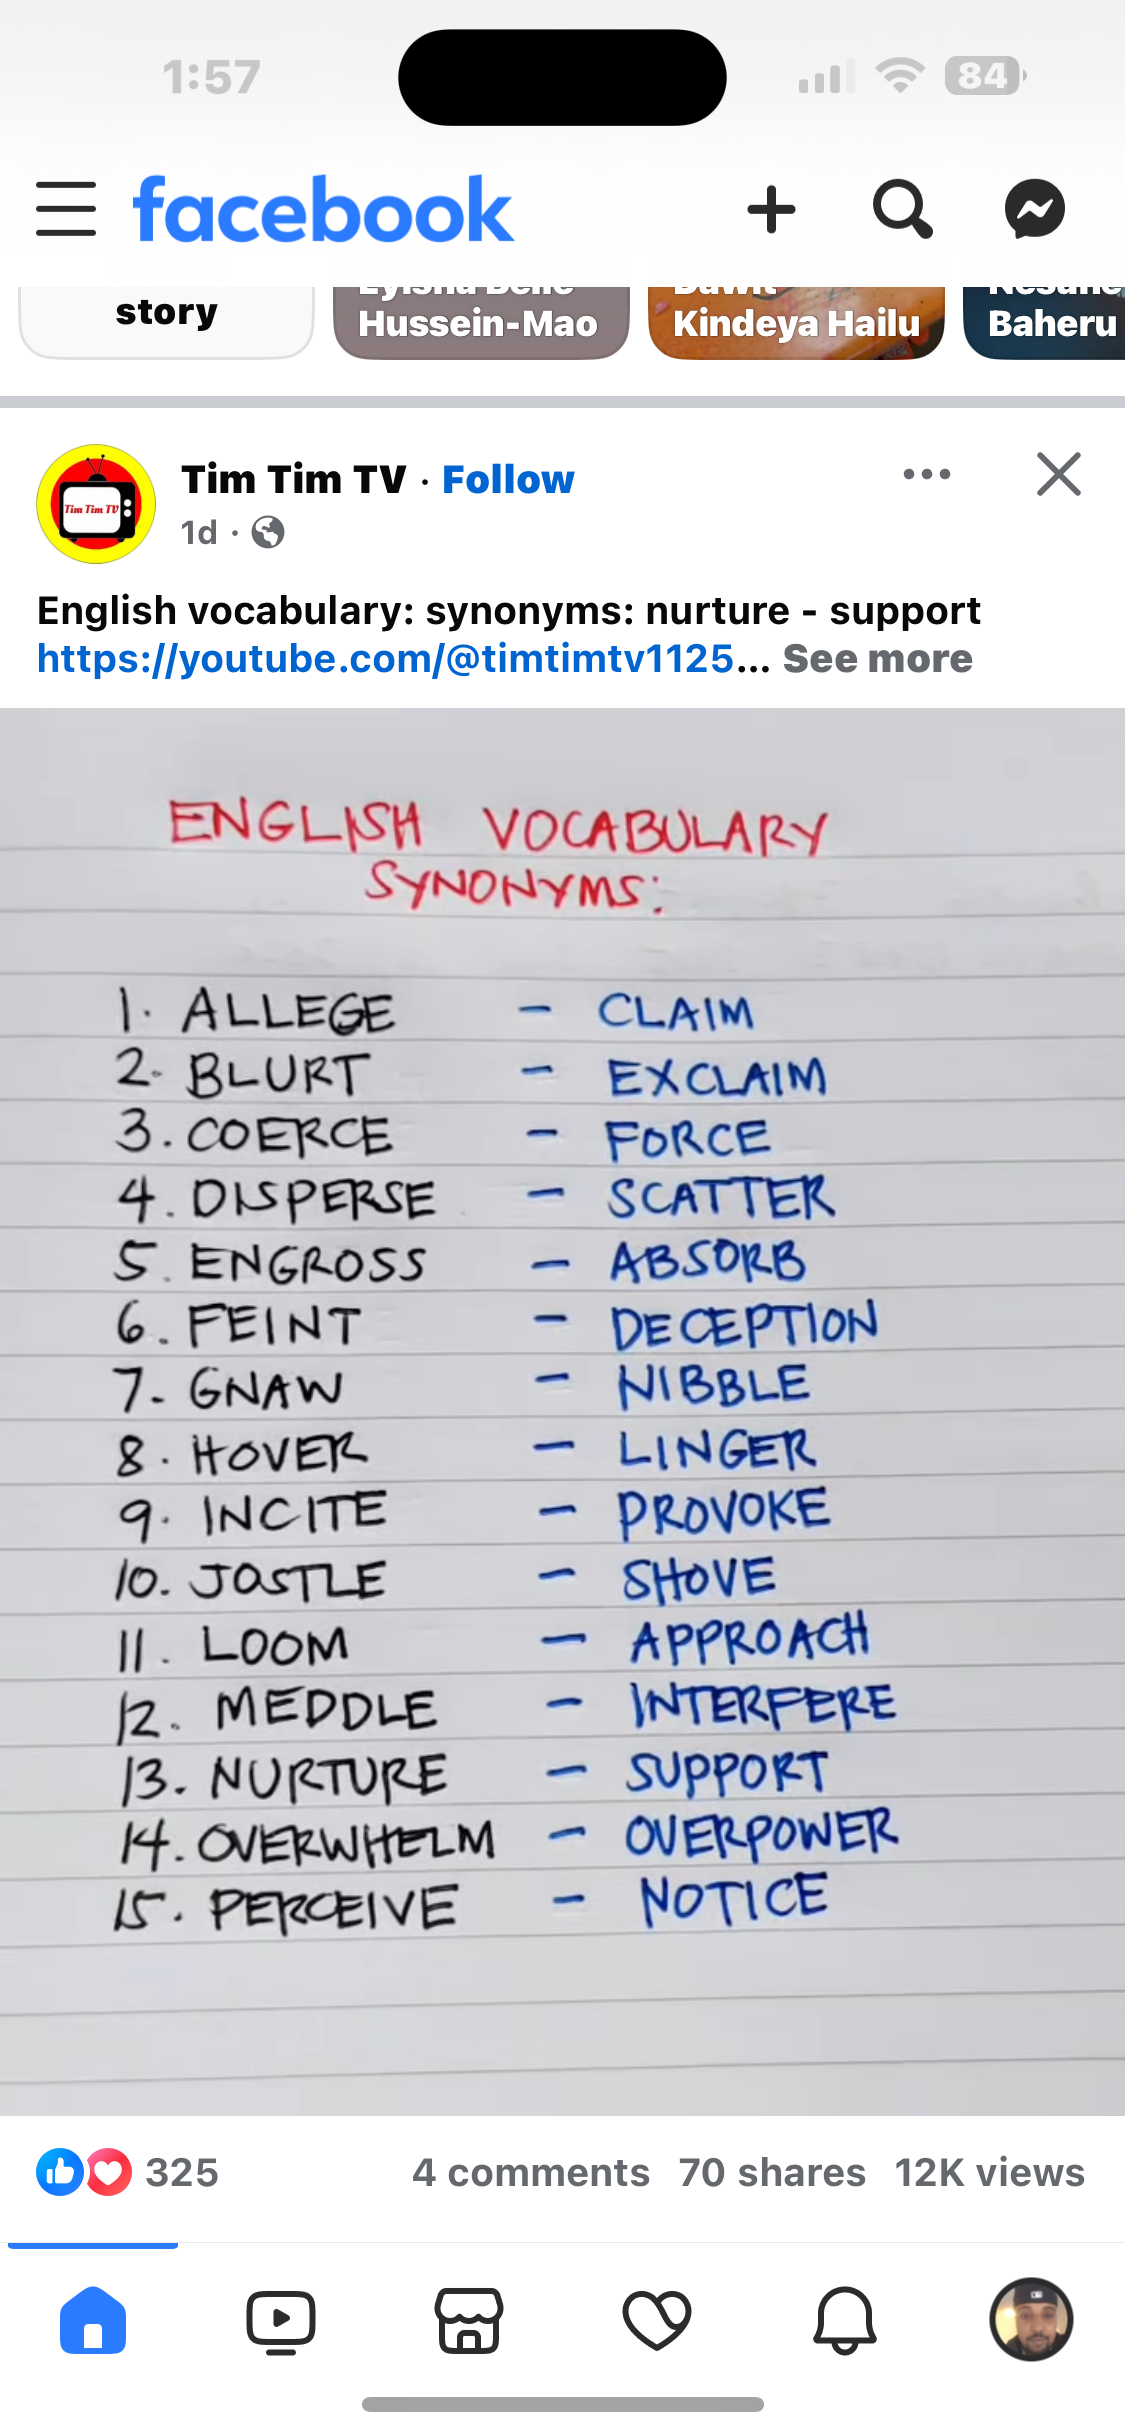 1:57
84
facebook
story
Hussein-Mao
Kindeya Hailu
Baheru
Tim Tim TV
Tim Tim TV · Follow
1d ·
English vocabulary: synonyms: nurture - support
https://youtube.com/@timtimtv1125... See more
ENGLISH VOCABULARY
SYNONYMS:
1. ALLEGE - CLAIM
2. BLURT - EXCLAIM
3. COERCE - FORCE
4. DISPERSE - SCATTER
5. ENGROSS - ABSORB
6. FEINT - DECEPTION
7. GNAW - NIBBLE
8. HOVER - LINGER
9. INCITE - PROVOKE
10. JOSTLE - SHOVE
11. LOOM - APPROACH
12. MEDDLE - INTERFERE
13. NURTURE - SUPPORT
14. OVERWHELM - OVERPOWER
15. PERCEIVE - NOTICE
325 4 comments 70 shares 12K views